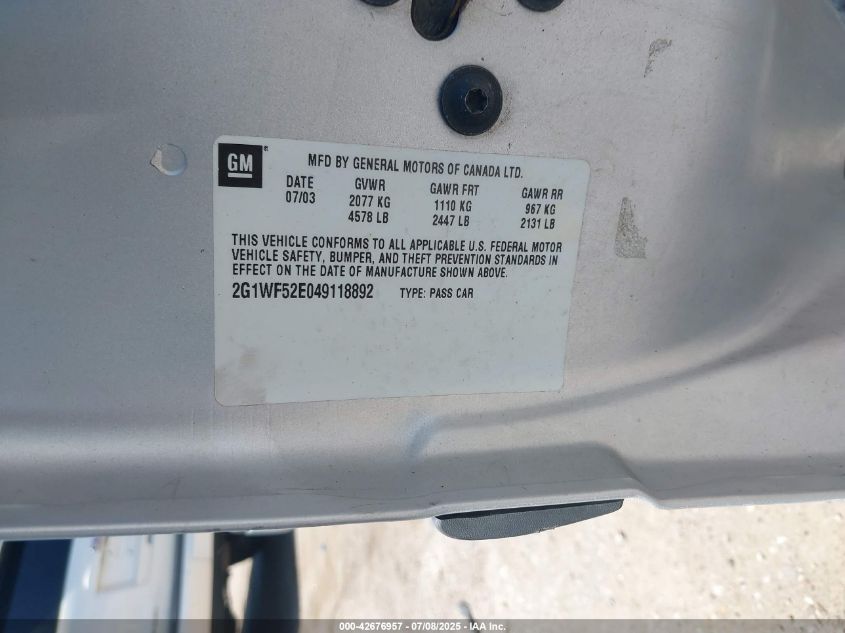 GM
MFD BY GENERAL MOTORS OF CANADA LTD.
DATE GVWR GAWR FRT GAWR RR
07/03 2077 KG 1110 KG 967 KG
4578 LB 2447 LB 2131 LB
THIS VEHICLE CONFORMS TO ALL APPLICABLE U.S. FEDERAL MOTOR
VEHICLE SAFETY, BUMPER, AND THEFT PREVENTION STANDARDS IN
EFFECT ON THE DATE OF MANUFACTURE SHOWN ABOVE.
2G1WF52E049118892 TYPE: PASS CAR
000-42676957 - 07/08/2025 - IAA Inc.